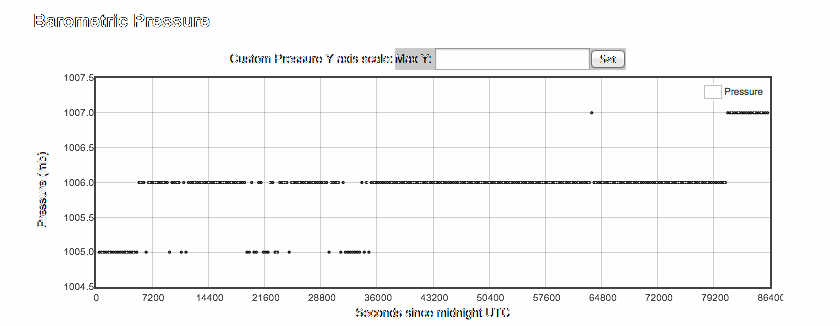 Barometric Pressure
Custom Pressure Y axis scale: Max Y: Set
1007.5
1007.0
1006.5
1006.0
1005.5
1005.0
1004.5
Pressure (mb)
Pressure
0 7200 14400 21600 28800 36000 43200 50400 57600 64800 72000 79200 86400
Seconds since midnight UTC